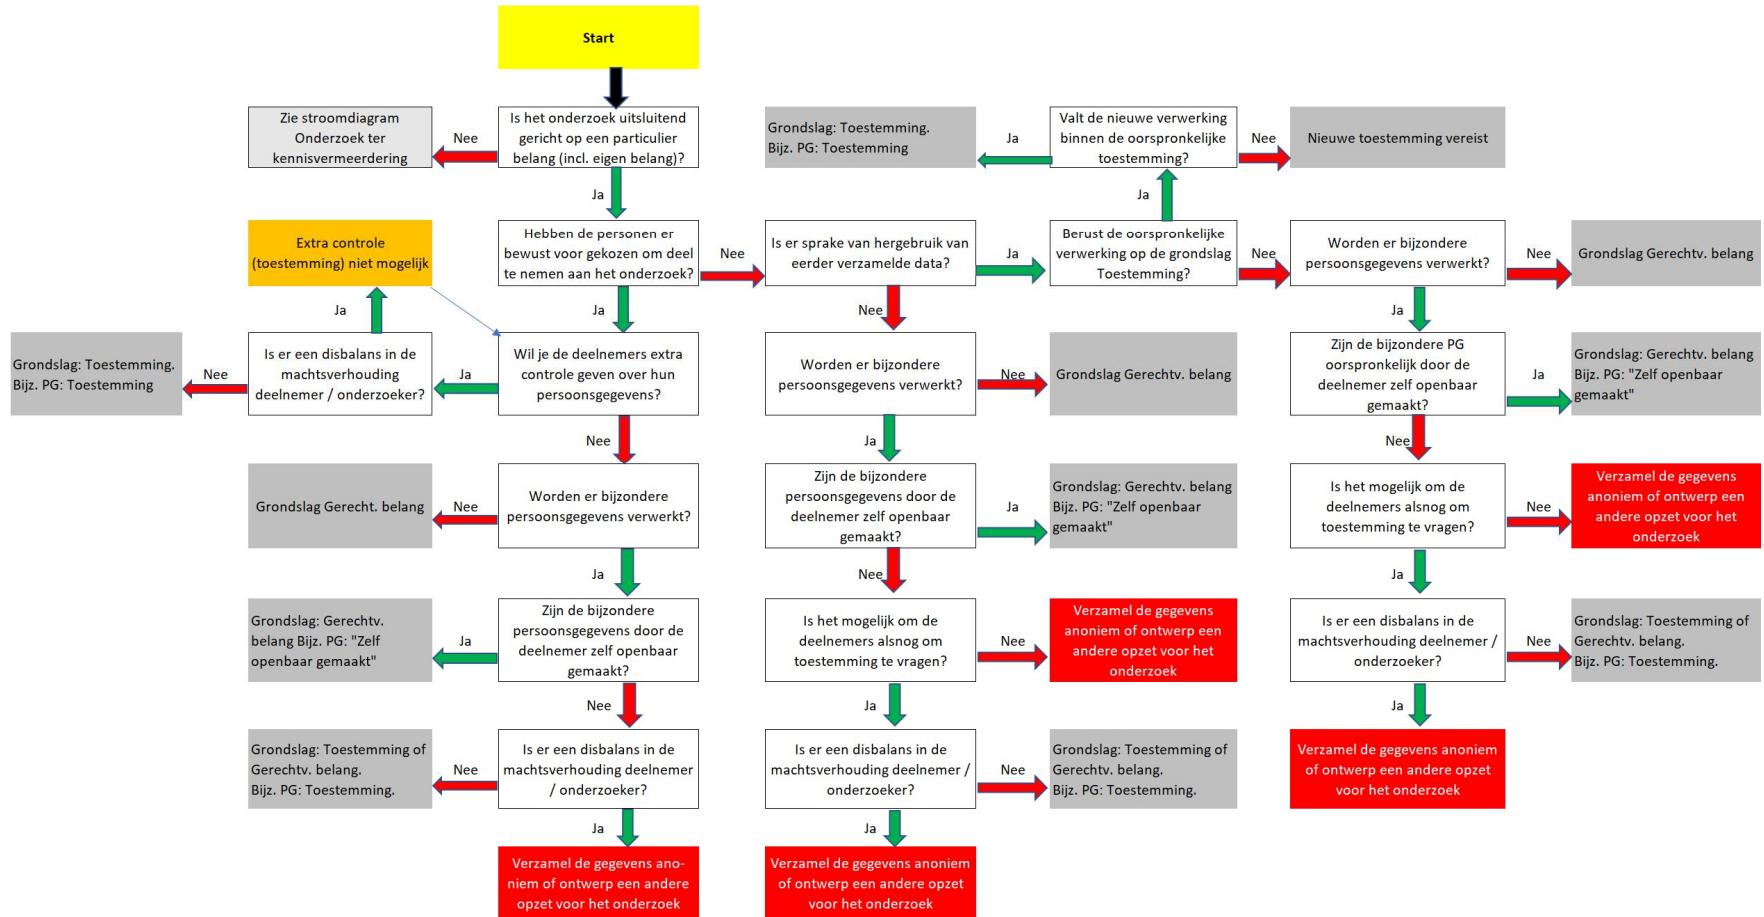 Start
Zie stroomdiagram
Onderzoek ter
kennisvermeerdering
Nee
Is het onderzoek uitsluitend
gericht op een particulier
belang (incl. eigen belang)?
Grondslag: Toestemming.
Bijz. PG: Toestemming
Ja
Valt de nieuwe verwerking
binnen de oorspronkelijke
toestemming?
Nee
Nieuwe toestemming vereist
Ja
Ja
Extra controle
(toestemming) niet mogelijk
Hebben de personen er
bewust voor gekozen om deel
te nemen aan het onderzoek?
Nee
Is er sprake van hergebruik van
eerder verzamelde data?
Ja
Berust de oorspronkelijke
verwerking op de grondslag
Toestemming?
Nee
Worden er bijzondere
persoonsgegevens verwerkt?
Nee
Grondslag Gerechtv. belang
Ja
Ja
Nee
Ja
Grondslag: Toestemming.
Bijz. PG: Toestemming
Nee
Is er een disbalans in de
machtsverhouding
deelnemer / onderzoeker?
Ja
Wil je de deelnemers extra
controle geven over hun
persoonsgegevens?
Worden er bijzondere
persoonsgegevens verwerkt?
Nee
Grondslag Gerechtv. belang
Zijn de bijzondere PG
oorspronkelijk door de
deelnemer zelf openbaar
gemaakt?
Ja
Grondslag: Gerechtv. belang
Bijz. PG: "Zelf openbaar
gemaakt"
Nee
Ja
Nee
Grondslag Gerecht. belang
Nee
Worden er bijzondere
persoonsgegevens verwerkt?
Zijn de bijzondere
persoonsgegevens door de
deelnemer zelf openbaar
gemaakt?
Ja
Grondslag: Gerechtv. belang
Bijz. PG: "Zelf openbaar
gemaakt"
Is het mogelijk om de
deelnemers alsnog om
toestemming te vragen?
Nee
Verzamel de gegevens
anoniem of ontwerp een
andere opzet voor het
onderzoek
Ja
Nee
Ja
Grondslag: Gerechtv.
belang Bijz. PG: "Zelf
openbaar gemaakt"
Ja
Zijn de bijzondere
persoonsgegevens door de
deelnemer zelf openbaar
gemaakt?
Is het mogelijk om de
deelnemers alsnog om
toestemming te vragen?
Nee
Verzamel de gegevens
anoniem of ontwerp een
andere opzet voor het
onderzoek
Is er een disbalans in de
machtsverhouding deelnemer /
onderzoeker?
Nee
Grondslag: Toestemming of
Gerechtv. belang.
Bijz. PG: Toestemming.
Nee
Ja
Ja
Grondslag: Toestemming of
Gerechtv. belang.
Bijz. PG: Toestemming.
Nee
Is er een disbalans in de
machtsverhouding deelnemer
/ onderzoeker?
Is er een disbalans in de
machtsverhouding deelnemer /
onderzoeker?
Nee
Grondslag: Toestemming of
Gerechtv. belang.
Bijz. PG: Toestemming.
Verzamel de gegevens anoniem
of ontwerp een andere opzet
voor het onderzoek
Ja
Ja
Verzamel de gegevens ano-
niem of ontwerp een andere
opzet voor het onderzoek
Verzamel de gegevens anoniem
of ontwerp een andere opzet
voor het onderzoek